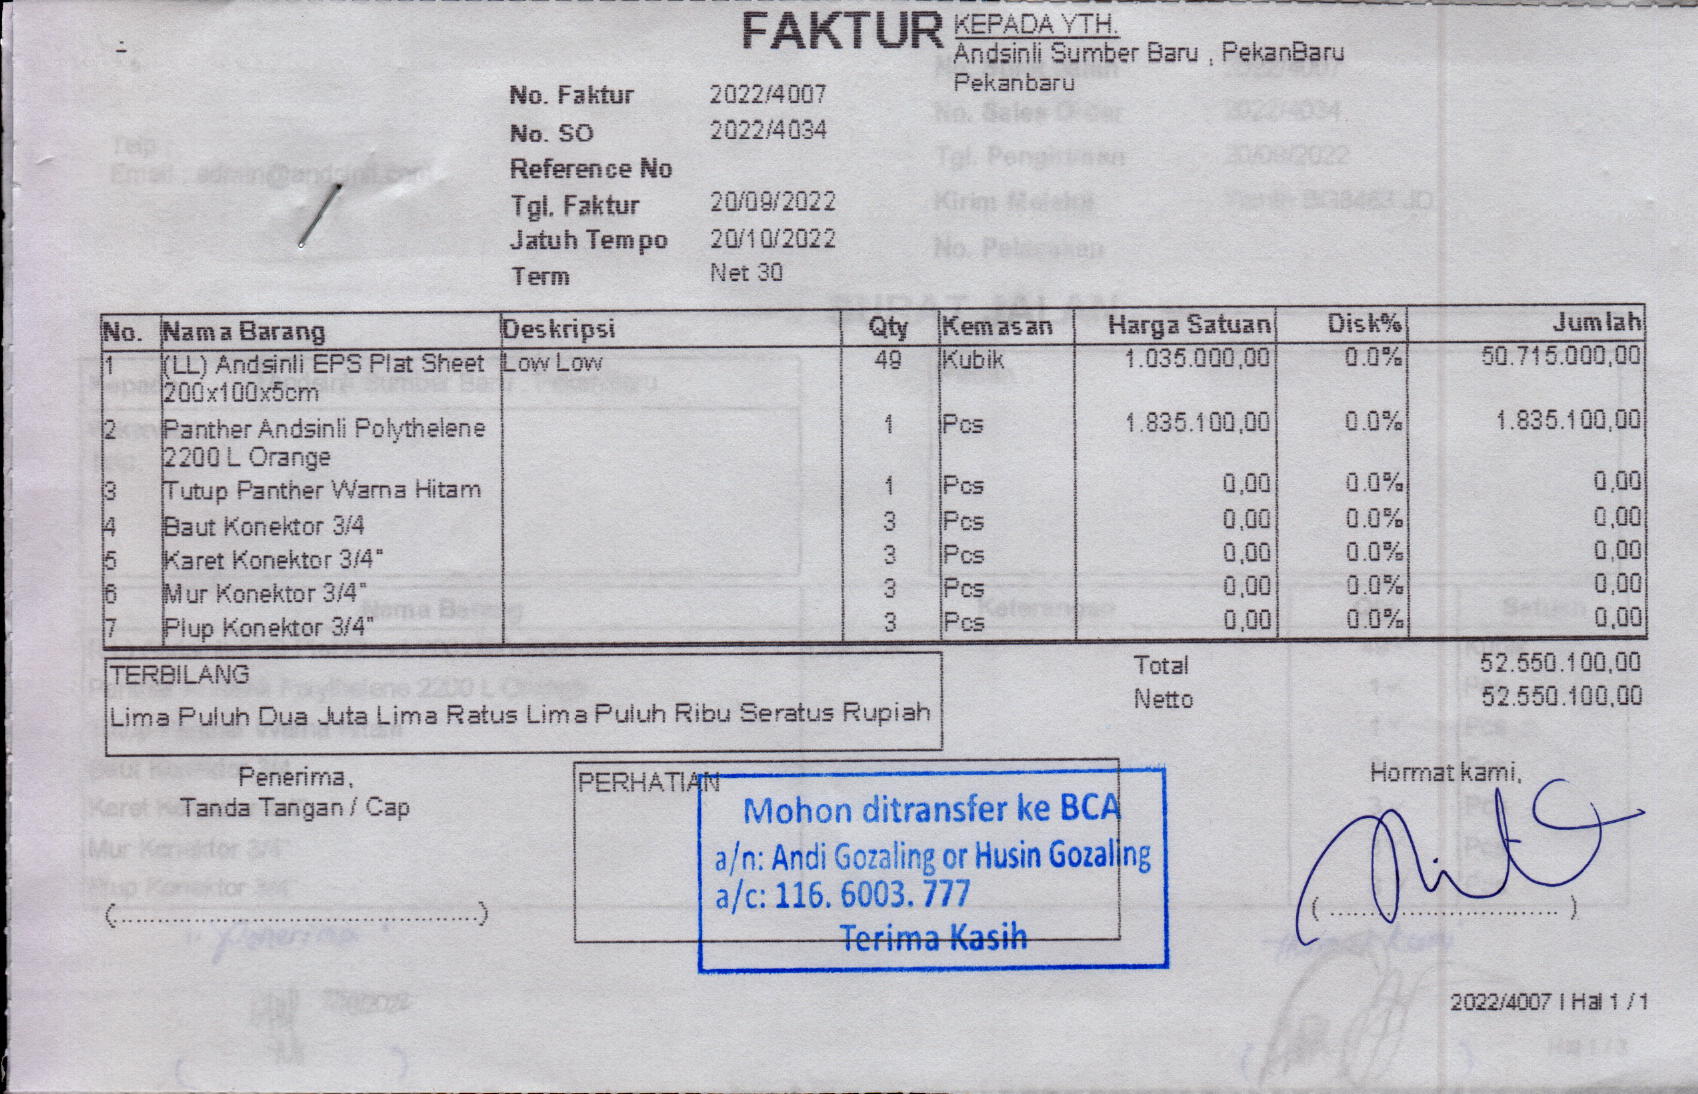 FAKTUR
KEPADA YTH.
Andsinli Sumber Baru , PekanBaru
Pekanbaru
No. Faktur 2022/4007
No. SO 2022/4034
Reference No
Tgl. Faktur 20/09/2022
Jatuh Tempo 20/10/2022
Term Net 30
No. Nama Barang Deskripsi Qty Kemasan Harga Satuan Disk% Jumlah
1 (LL) Andsinli EPS Plat Sheet Low Low 49 Kubik 1.035.000,00 0.0% 50.715.000,00
200x100x5cm
2 Panther Andsinli Polythelene 1 Pcs 1.835.100,00 0.0% 1.835.100,00
2200 L Orange
3 Tutup Panther Warna Hitam 1 Pcs 0,00 0.0% 0,00
4 Baut Konektor 3/4 3 Pcs 0,00 0.0% 0,00
5 Karet Konektor 3/4" 3 Pcs 0,00 0.0% 0,00
6 Mur Konektor 3/4" 3 Pcs 0,00 0.0% 0,00
7 Plup Konektor 3/4" 3 Pcs 0,00 0.0% 0,00
TERBILANG
Lima Puluh Dua Juta Lima Ratus Lima Puluh Ribu Seratus Rupiah
Total 52.550.100,00
Netto 52.550.100,00
Penerima,
Tanda Tangan / Cap
(....................................................)
PERHATIAN
Mohon ditransfer ke BCA
a/n: Andi Gozaling or Husin Gozaling
a/c: 116. 6003. 777
Terima Kasih
Hormat kami,
( ................................ )
2022/4007 | Hal 1 / 1